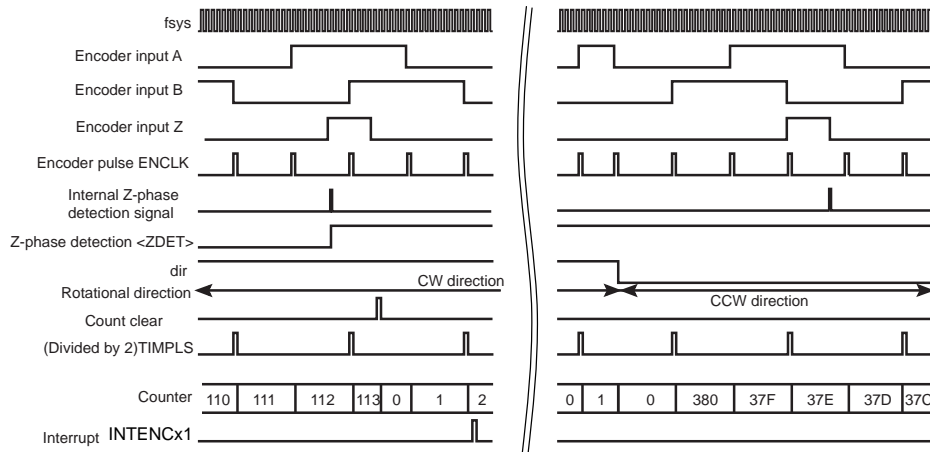 fsys
Encoder input A
Encoder input B
Encoder input Z
Encoder pulse ENCLK
Internal Z-phase
detection signal
Z-phase detection <ZDET>
dir
CW direction
Rotational direction
CCW direction
Count clear
(Divided by 2)TIMPLS
Counter 110 111 112 113 0 1 2 0 1 0 380 37F 37E 37D 37C
Interrupt INTENCx1